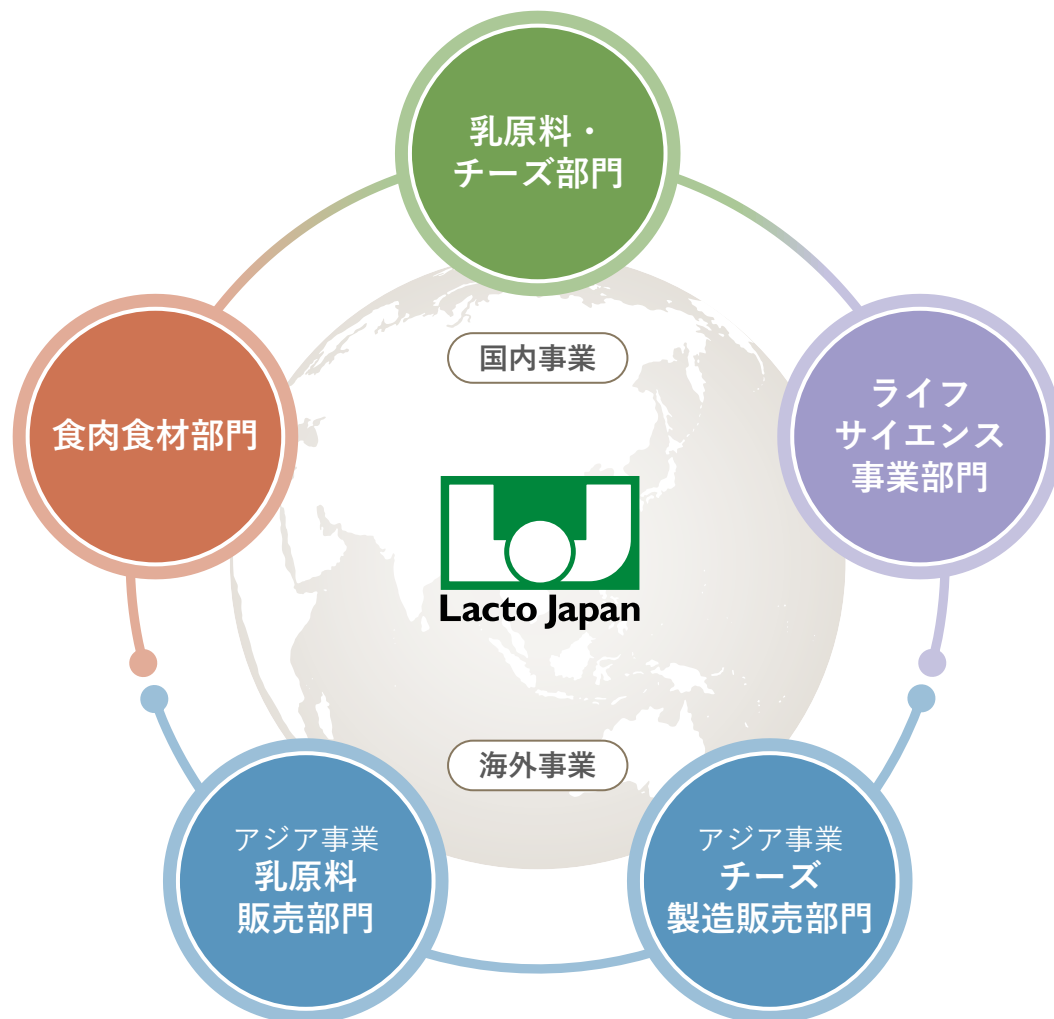 乳原料・
チーズ部門
国内事業
食肉食材部門
ライフ
サイエンス
事業部門
Lacto Japan
海外事業
アジア事業
乳原料
販売部門
アジア事業
チーズ
製造販売部門